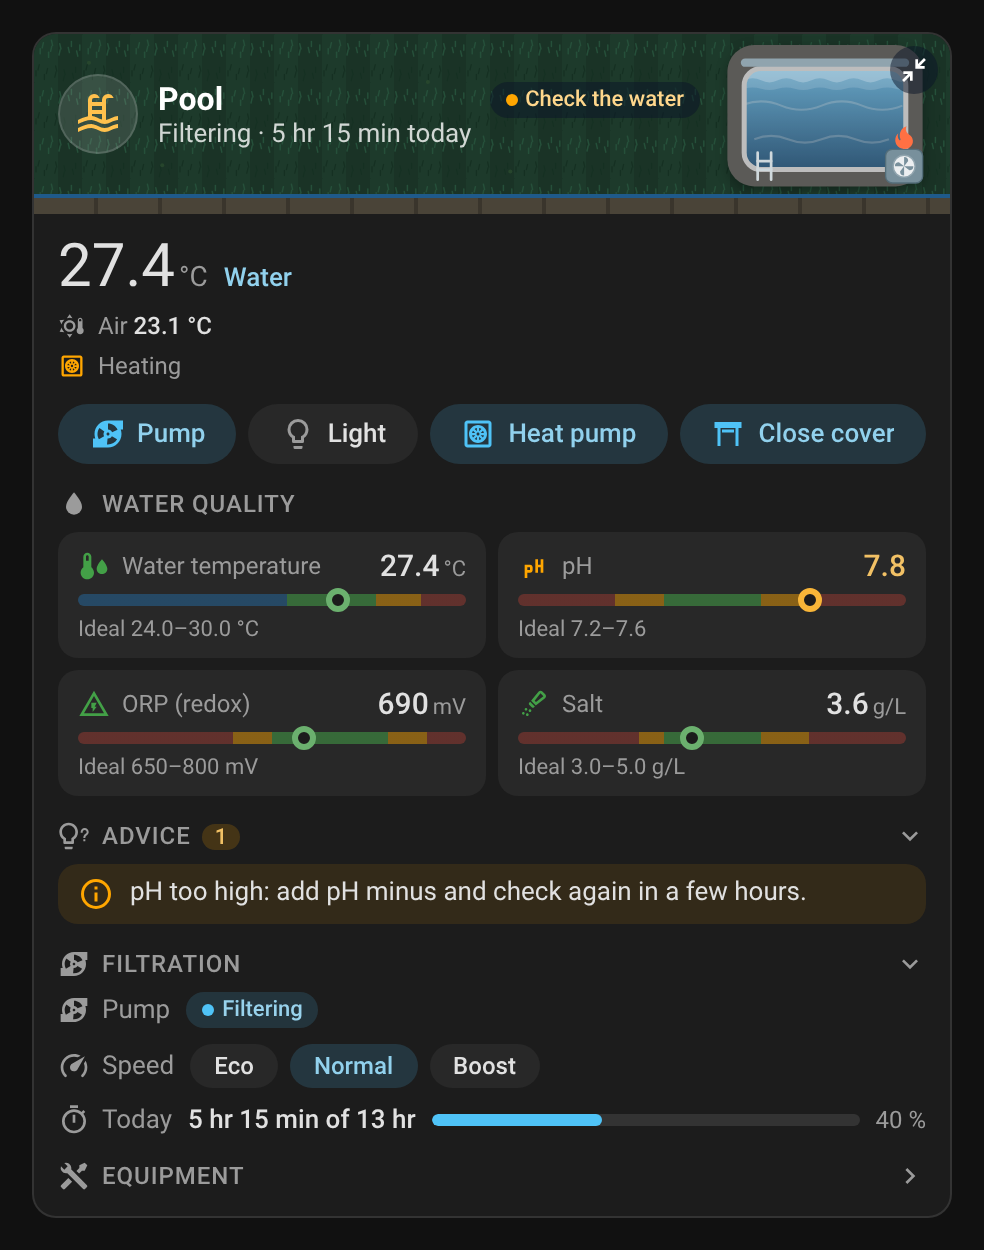 Pool
Filtering · 5 hr 15 min today
Check the water
27.4 °C Water
Air 23.1 °C
Heating
Pump
Light
Heat pump
Close cover
WATER QUALITY
Water temperature 27.4 °C
Ideal 24.0–30.0 °C
pH pH 7.8
Ideal 7.2–7.6
ORP (redox) 690 mV
Ideal 650–800 mV
Salt 3.6 g/L
Ideal 3.0–5.0 g/L
ADVICE 1
pH too high: add pH minus and check again in a few hours.
FILTRATION
Pump Filtering
Speed Eco Normal Boost
Today 5 hr 15 min of 13 hr 40 %
EQUIPMENT